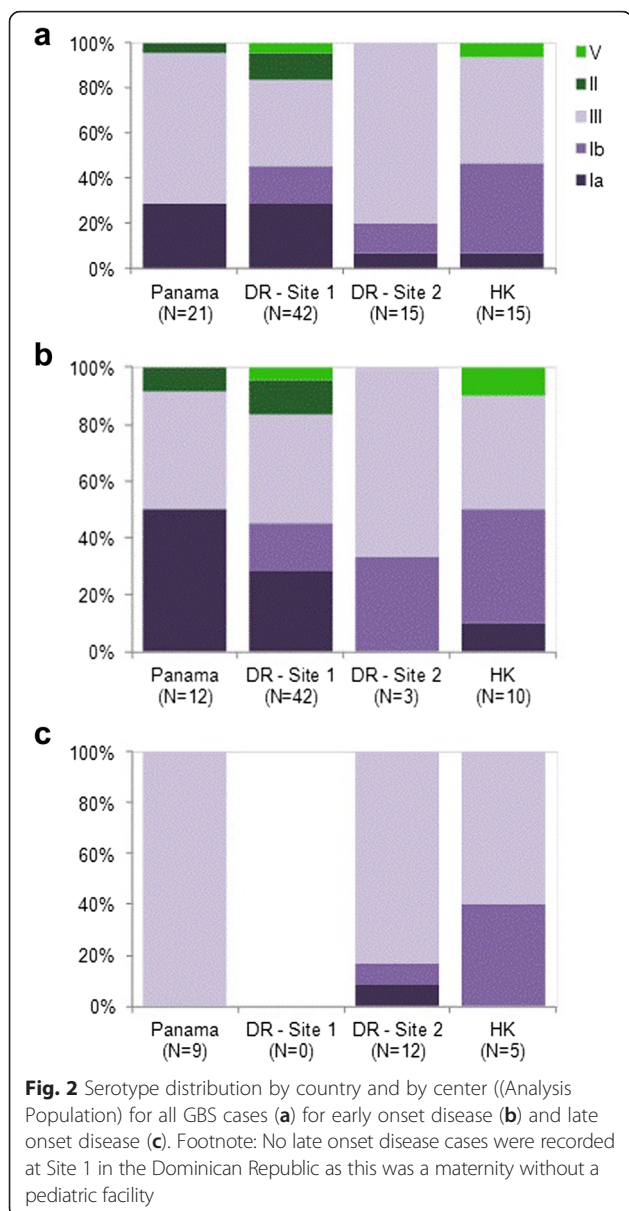 a
100%
80%
60%
40%
20%
0%
V
II
III
Ib
Ia
Panama DR - Site 1 DR - Site 2 HK
(N=21) (N=42) (N=15) (N=15)
b
100%
80%
60%
40%
20%
0%
Panama DR - Site 1 DR - Site 2 HK
(N=12) (N=42) (N=3) (N=10)
c
100%
80%
60%
40%
20%
0%
Panama DR - Site 1 DR - Site 2 HK
(N=9) (N=0) (N=12) (N=5)
Fig. 2 Serotype distribution by country and by center ((Analysis
Population) for all GBS cases (a) for early onset disease (b) and late
onset disease (c). Footnote: No late onset disease cases were recorded
at Site 1 in the Dominican Republic as this was a maternity without a
pediatric facility